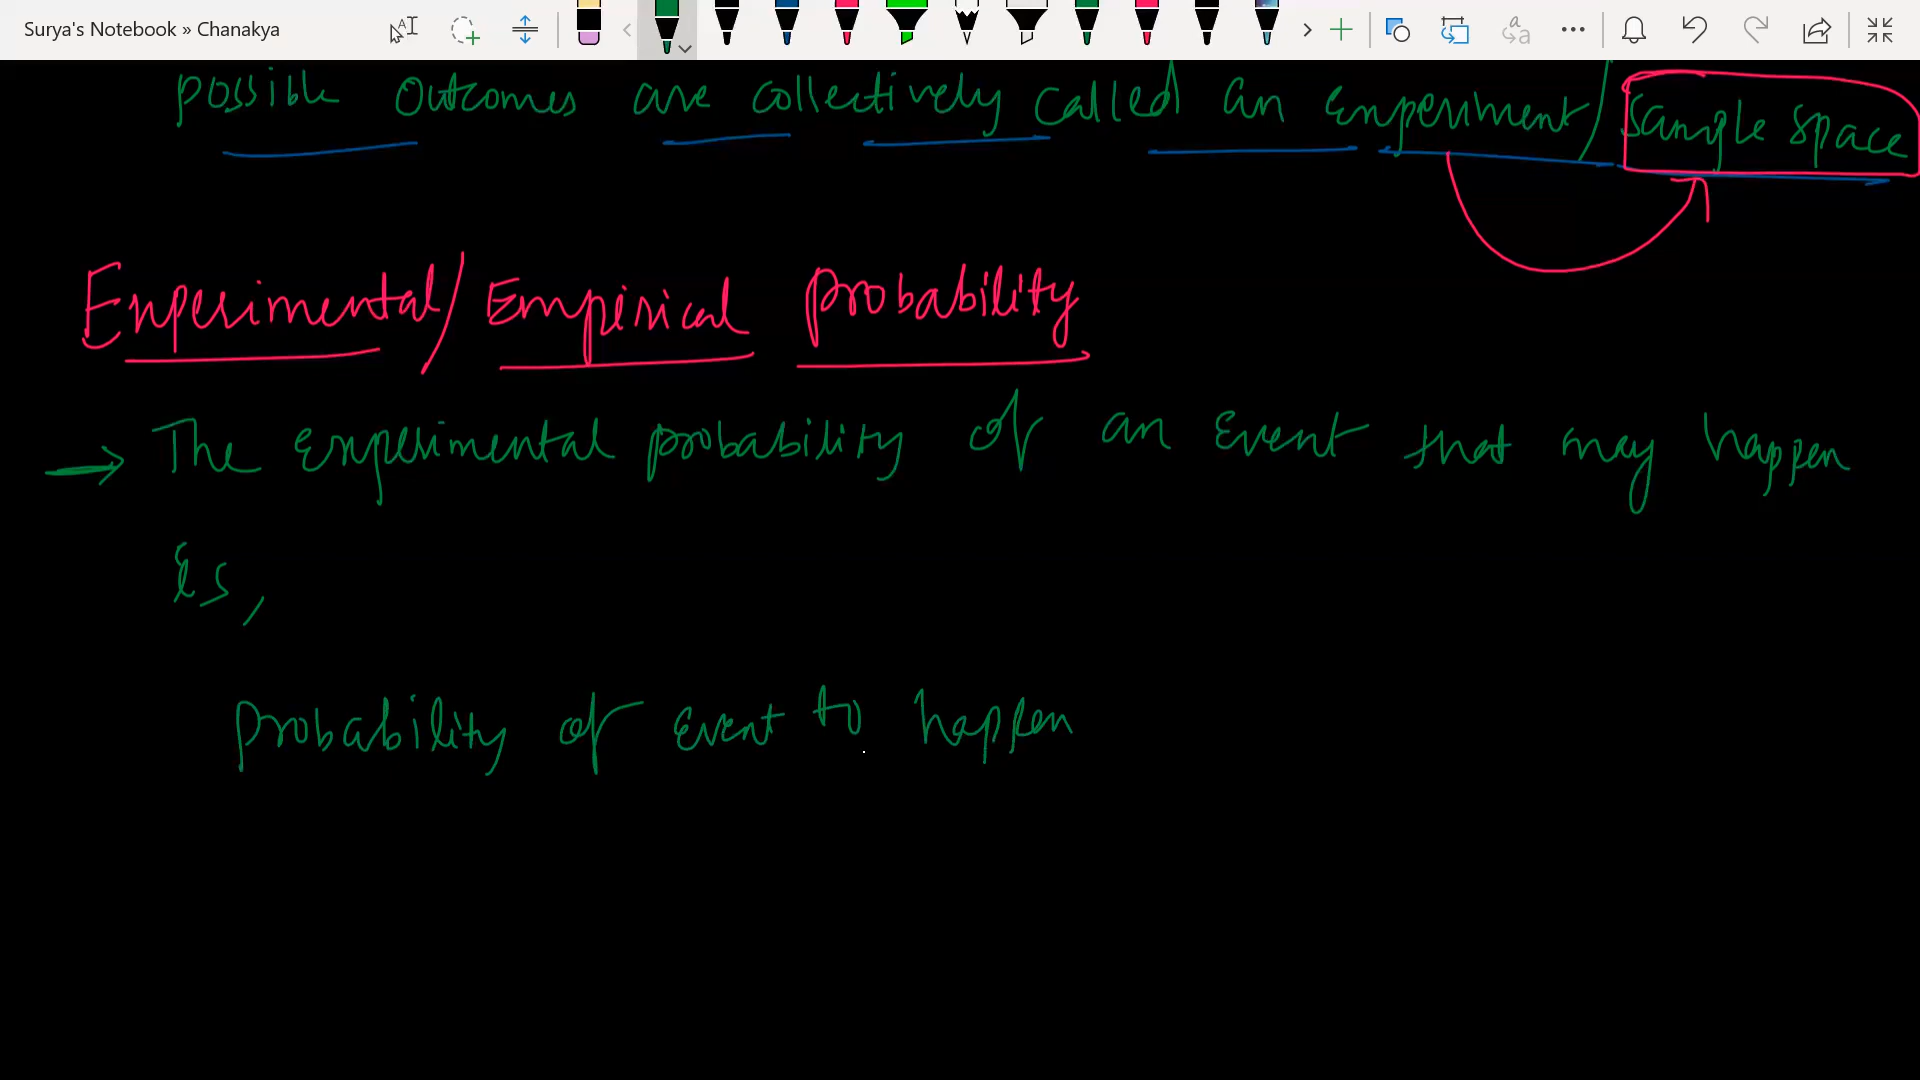 Surya's Notebook » Chanakya
possible outcomes are collectively called an experiment/ sample space
Experimental/Empirical probability
→ The experimental probability of an event that may happen
is,
probability of event to happen